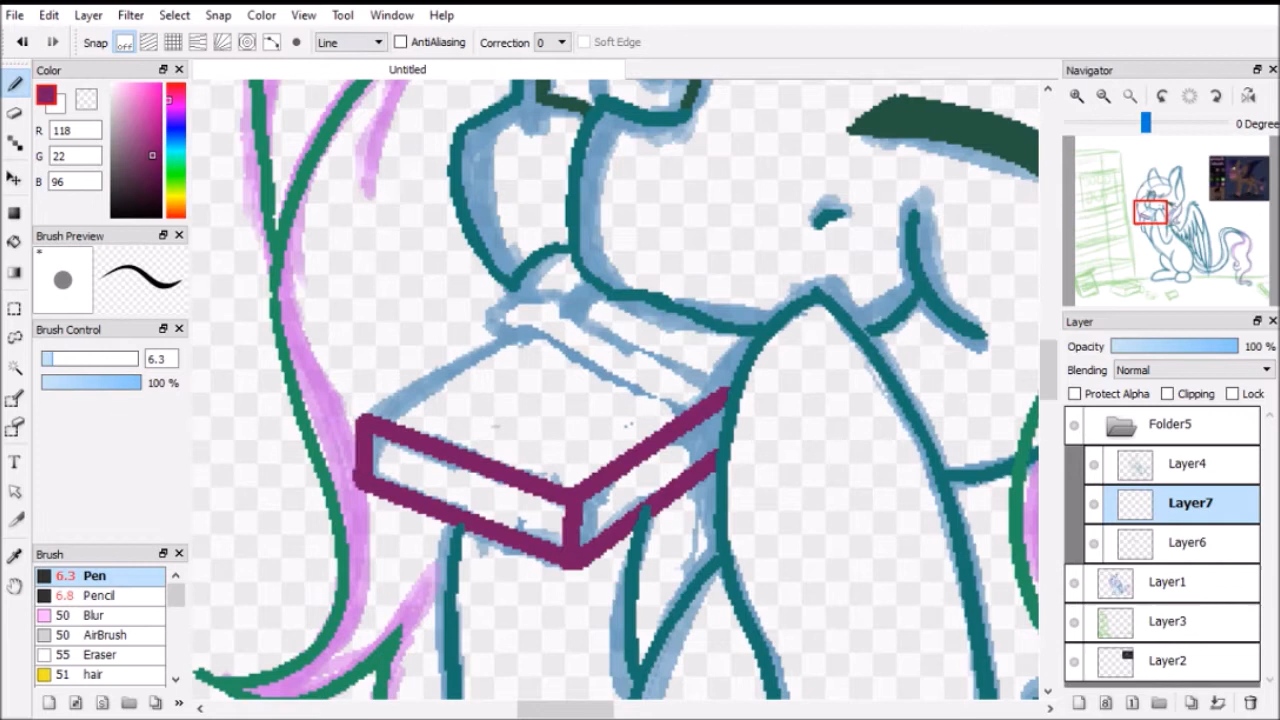 File Edit Layer Filter Select Snap Color View Tool Window Help
Snap off Line AntiAliasing Correction 0 Soft Edge
Color Untitled Navigator
R 118
G 22
B 96
0 Degree
Brush Preview
*
Brush Control
6.3
100 %
Layer
Opacity 100 %
Blending Normal
Protect Alpha Clipping Lock
Folder5
Layer4
Layer7
Layer6
Layer1
Layer3
Layer2
Brush
6.3 Pen
6.8 Pencil
50 Blur
50 AirBrush
55 Eraser
51 hair